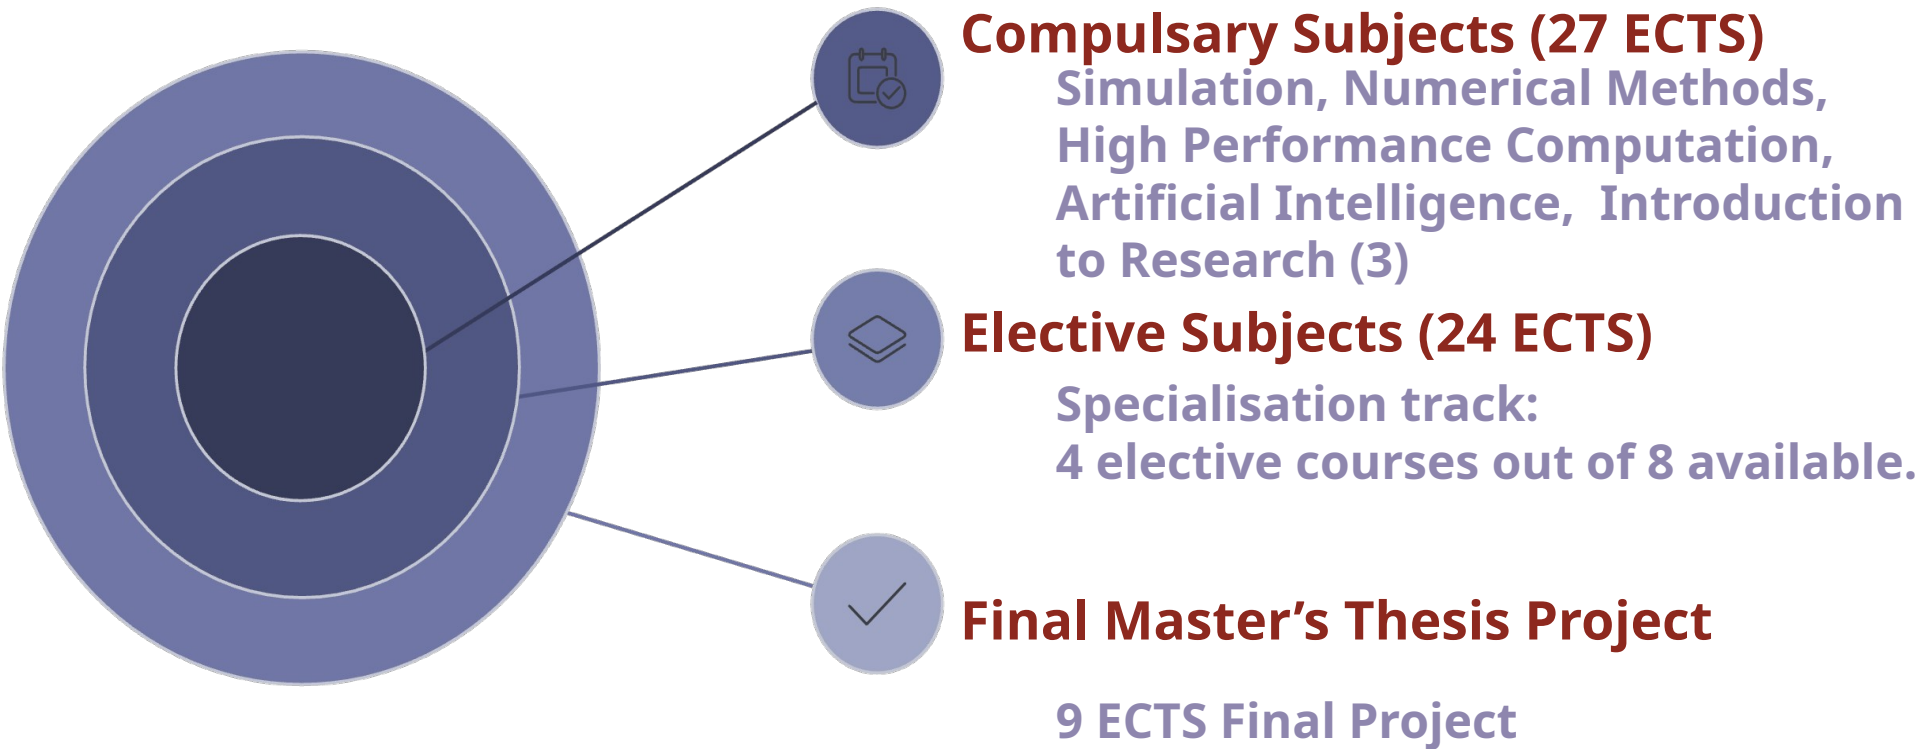 Compulsary Subjects (27 ECTS)
Simulation, Numerical Methods,
High Performance Computation,
Artificial Intelligence, Introduction
to Research (3)
Elective Subjects (24 ECTS)
Specialisation track:
4 elective courses out of 8 available.
Final Master’s Thesis Project
9 ECTS Final Project